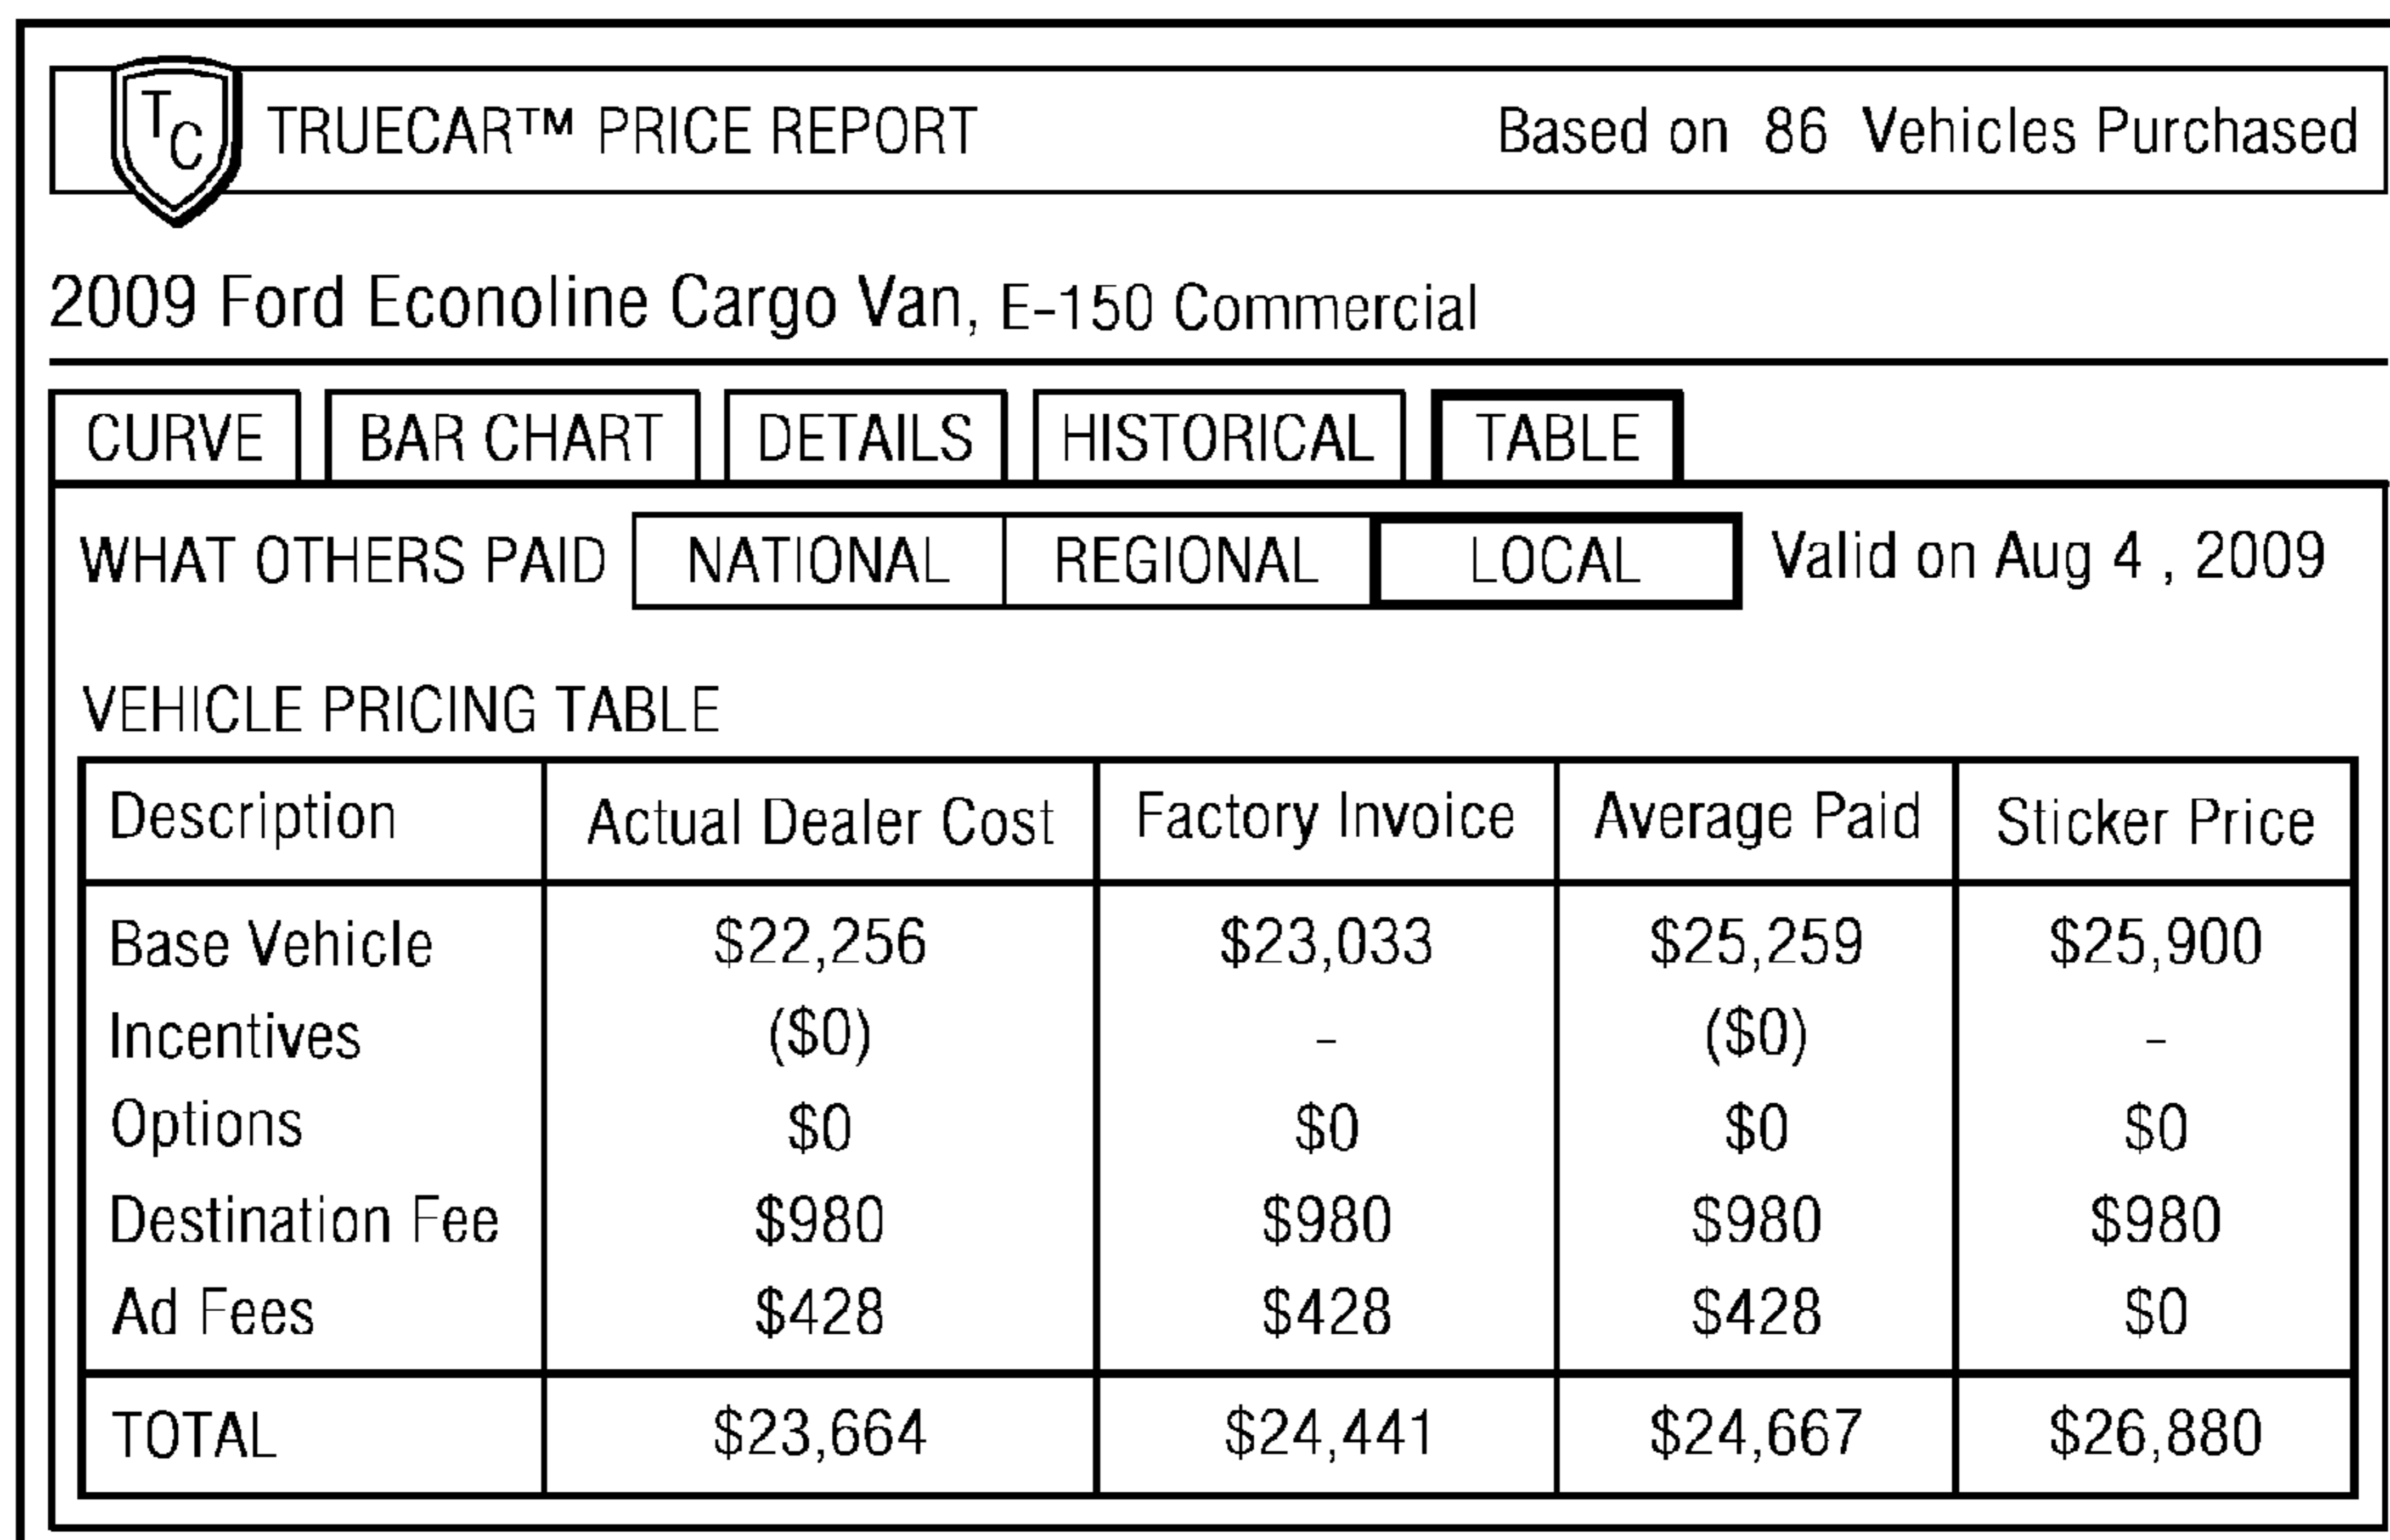 TC TRUECAR™ PRICE REPORT Based on 86 Vehicles Purchased
2009 Ford Econoline Cargo Van, E-150 Commercial
CURVE BAR CHART DETAILS HISTORICAL TABLE
WHAT OTHERS PAID NATIONAL REGIONAL LOCAL Valid on Aug 4 , 2009
VEHICLE PRICING TABLE
Description Actual Dealer Cost Factory Invoice Average Paid Sticker Price
Base Vehicle $22,256 $23,033 $25,259 $25,900
Incentives ($0) - ($0) -
Options $0 $0 $0 $0
Destination Fee $980 $980 $980 $980
Ad Fees $428 $428 $428 $0
TOTAL $23,664 $24,441 $24,667 $26,880